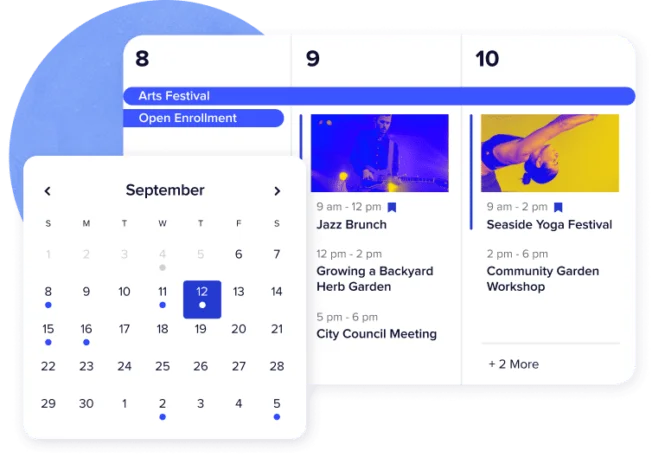 8
9
10
Arts Festival
Open Enrollment
9 am - 12 pm
Jazz Brunch
12 pm - 2 pm
Growing a Backyard
Herb Garden
5 pm - 6 pm
City Council Meeting
9 am - 2 pm
Seaside Yoga Festival
2 pm - 6 pm
Community Garden
Workshop
+ 2 More
< September >
S M T W T F S
1 2 3 4 5 6 7
8 9 10 11 12 13 14
15 16 17 18 19 20 21
22 23 24 25 26 27 28
29 30 1 2 3 4 5